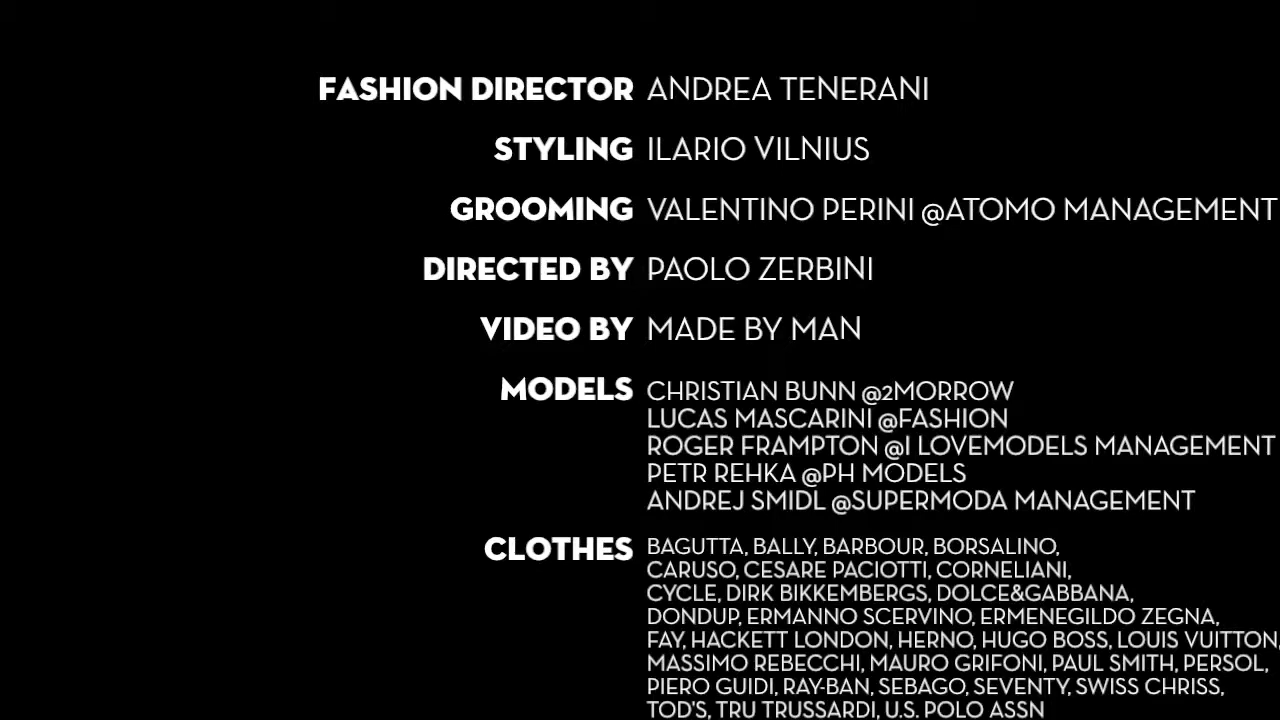 FASHION DIRECTOR ANDREA TENERANI
STYLING ILARIO VILNIUS
GROOMING VALENTINO PERINI @ATOMO MANAGEMENT
DIRECTED BY PAOLO ZERBINI
VIDEO BY MADE BY MAN
MODELS CHRISTIAN BUNN @2MORROW
LUCAS MASCARINI @FASHION
ROGER FRAMPTON @I LOVEMODELS MANAGEMENT
PETR REHKA @PH MODELS
ANDREJ SMIDL @SUPERMODA MANAGEMENT
CLOTHES BAGUTTA, BALLY, BARBOUR, BORSALINO,
CARUSO, CESARE PACIOTTI, CORNELIANI,
CYCLE, DIRK BIKKEMBERGS, DOLCE&GABBANA,
DONDUP, ERMANNO SCERVINO, ERMENEGILDO ZEGNA,
FAY, HACKETT LONDON, HERNO, HUGO BOSS, LOUIS VUITTON,
MASSIMO REBECCHI, MAURO GRIFONI, PAUL SMITH, PERSOL,
PIERO GUIDI, RAY-BAN, SEBAGO, SEVENTY, SWISS CHRISS,
TOD'S, TRU TRUSSARDI, U.S. POLO ASSN